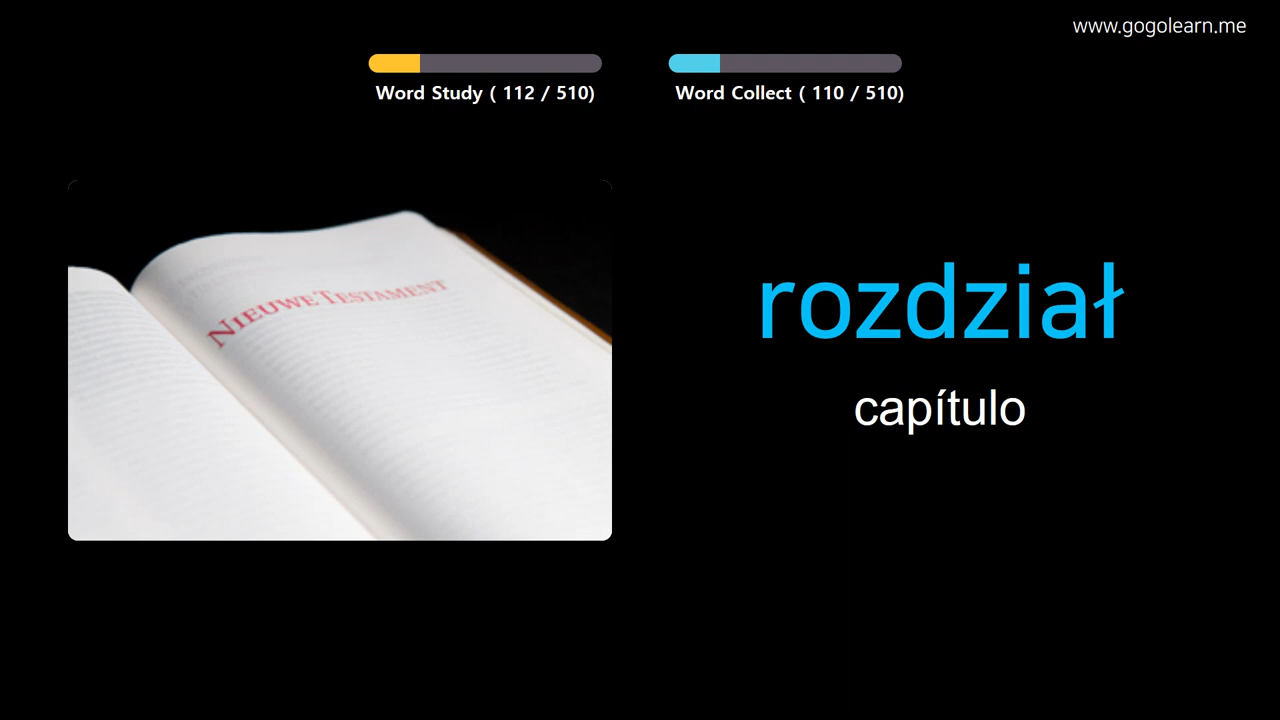 www.gogolearn.me
Word Study ( 112 / 510)
Word Collect ( 110 / 510)
NIEUWE TESTAMENT
rozdział
capítulo